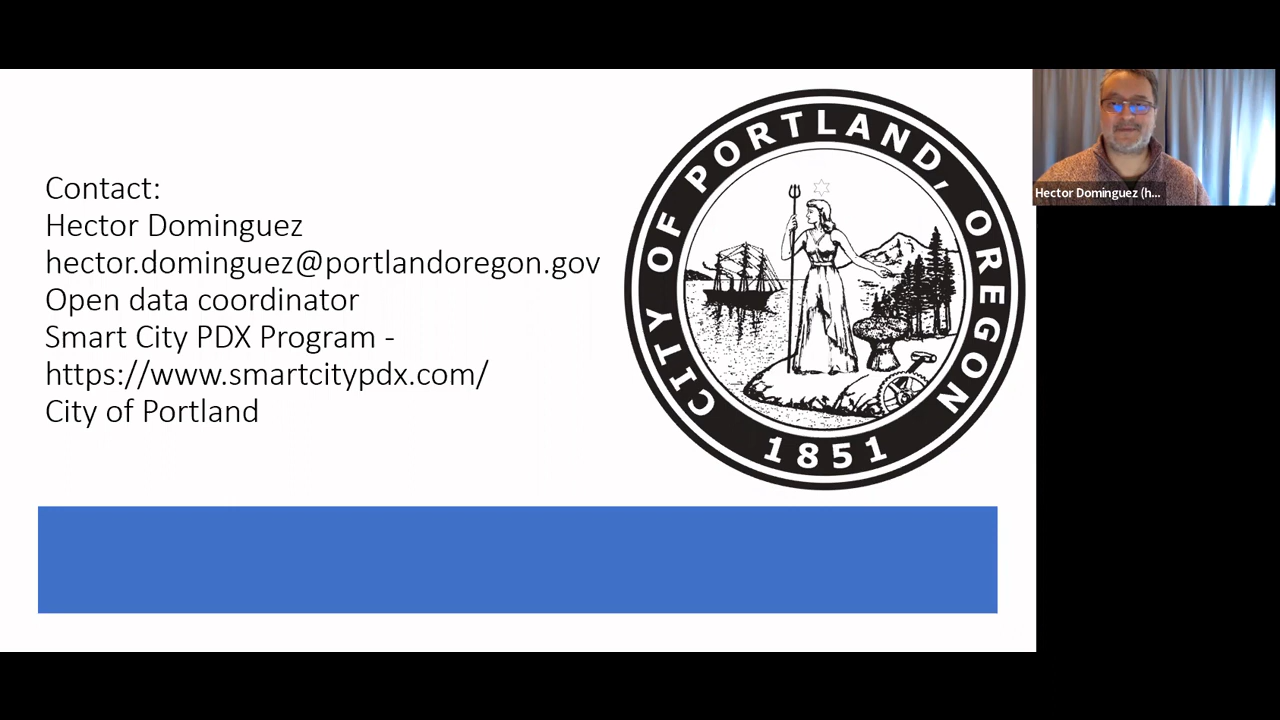 Contact:
Hector Dominguez
hector.dominguez@portlandoregon.gov
Open data coordinator
Smart City PDX Program -
https://www.smartcitypdx.com/
City of Portland
CITY OF PORTLAND, OREGON
1851
Hector Dominguez (h...